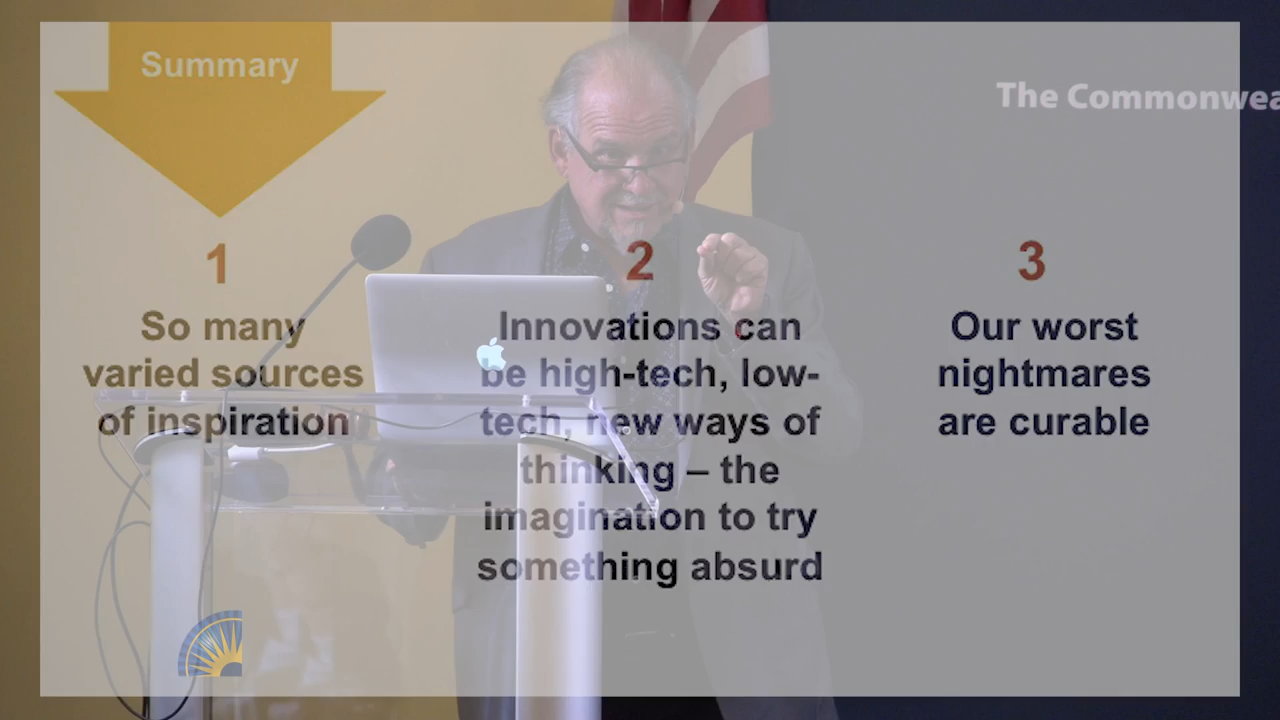 Summary
The Commonwea
1
So many
varied sources
of inspiration
2
Innovations can
be high-tech, low-
tech, new ways of
thinking – the
imagination to try
something absurd
3
Our worst
nightmares
are curable